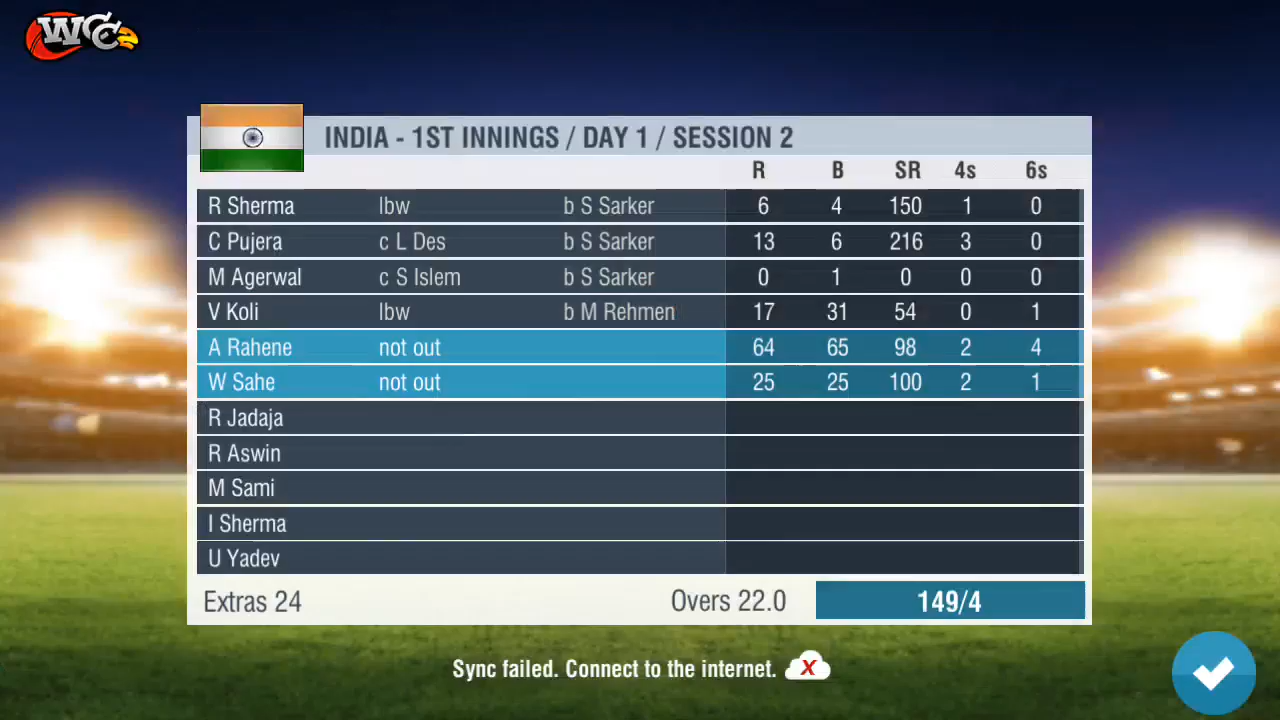 WCC
INDIA - 1ST INNINGS / DAY 1 / SESSION 2
R B SR 4s 6s
R Sherma lbw b S Sarker 6 4 150 1 0
C Pujera c L Des b S Sarker 13 6 216 3 0
M Agerwal c S Islem b S Sarker 0 1 0 0 0
V Koli lbw b M Rehmen 17 31 54 0 1
A Rahene not out 64 65 98 2 4
W Sahe not out 25 25 100 2 1
R Jadaja
R Aswin
M Sami
I Sherma
U Yadev
Extras 24 Overs 22.0 149/4
Sync failed. Connect to the internet. X